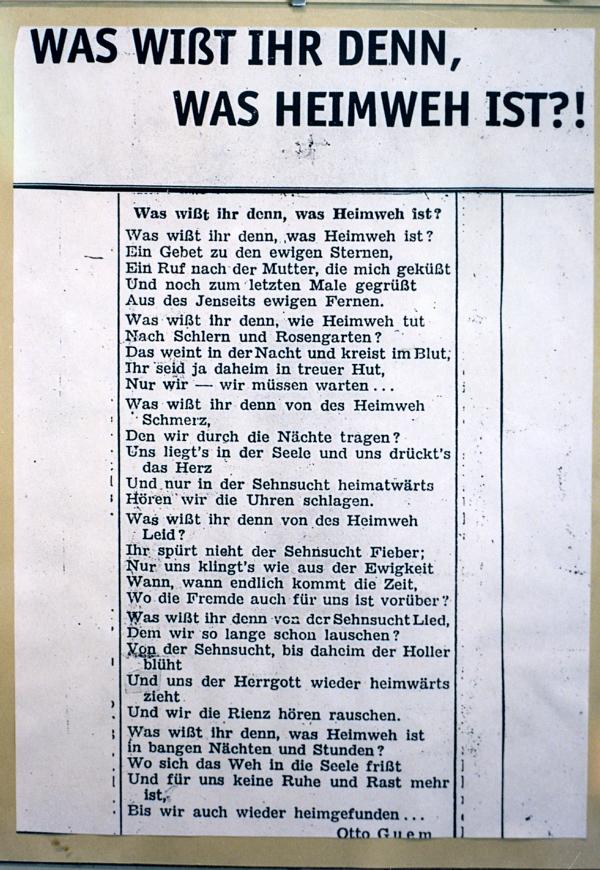 WAS WIßT IHR DENN,
WAS HEIMWEH IST?!
Was wißt ihr denn, was Heimweh ist?
Was wißt ihr denn, was Heimweh ist?
Ein Gebet zu den ewigen Sternen,
Ein Ruf nach der Mutter, die mich geküßt
Und noch zum letzten Male gegrüßt
Aus des Jenseits ewigen Fernen.
Was wißt ihr denn, wie Heimweh tut
Nach Schlern und Rosengarten?
Das weint in der Nacht und kreist im Blut,
Ihr seid ja daheim in treuer Hut,
Nur wir — wir müssen warten...
Was wißt ihr denn von des Heimweh
Schmerz,
Den wir durch die Nächte tragen?
Uns liegt's in der Seele und uns drückt's
das Herz
Und nur in der Sehnsucht heimatwärts
Hören wir die Uhren schlagen.
Was wißt ihr denn von des Heimweh
Leid?
Ihr spürt nieht der Sehnsucht Fieber;
Nur uns klingt's wie aus der Ewigkeit
Wann, wann endlich kommt die Zeit,
Wo die Fremde auch für uns ist vorüber?
Was wißt ihr denn von der Sehnsucht Lied,
Dem wir so lange schon lauschen?
Von der Sehnsucht, bis daheim der Holler
blüht
Und uns der Herrgott wieder heimwärts
zieht
Und wir die Rienz hören rauschen.
Was wißt ihr denn, was Heimweh ist
in bangen Nächten und Stunden?
Wo sich das Weh in die Seele frißt
Und für uns keine Ruhe und Rast mehr
ist,
Bis wir auch wieder heimgefunden...
Otto Guem